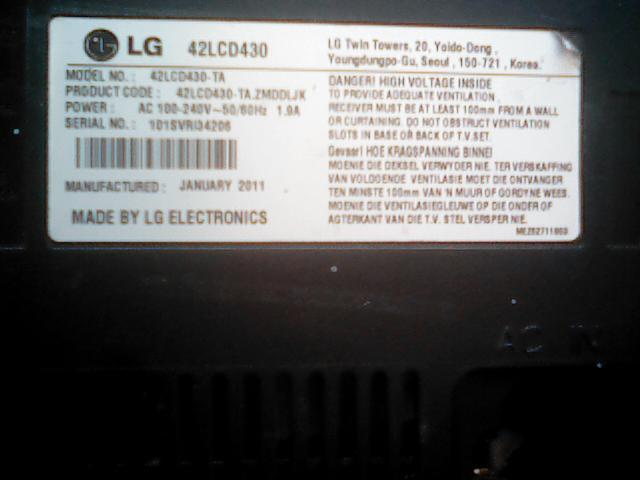 LG 42LCD430
MODEL NO.: 42LCD430-TA
PRODUCT CODE: 42LCD430-TA.ZMDDLJK
POWER: AC 100-240V~50/60Hz 1.9A
SERIAL NO.: 101SVRI34206
MANUFACTURED: JANUARY 2011
MADE BY LG ELECTRONICS
LG Twin Towers, 20, Yoido-Dong,
Youngdungpo-Gu, Seoul, 150-721, Korea.
DANGER! HIGH VOLTAGE INSIDE
TO PROVIDE ADEQUATE VENTILATION,
RECEIVER MUST BE AT LEAST 100mm FROM A WALL
OR CURTAINING. DO NOT OBSTRUCT VENTILATION
SLOTS IN BASE OR BACK OF T.V. SET.
Gevaar! HOE KRAGSPANNING BINNE!
MOENIE DIE DEKSEL VERWYDER NIE. TER VERSKAFFING
VAN VOLDOENDE VENTILASIE MOET DIE ONTVANGER
TEN MINSTE 100mm VAN 'N MUUR OF GORDYNE WEES.
MOENIE DIE VENTILASIEGLEUWE OP DIE ONDER OF
AGTERKANT VAN DIE T.V. STEL VERSPER NIE.
AC IN